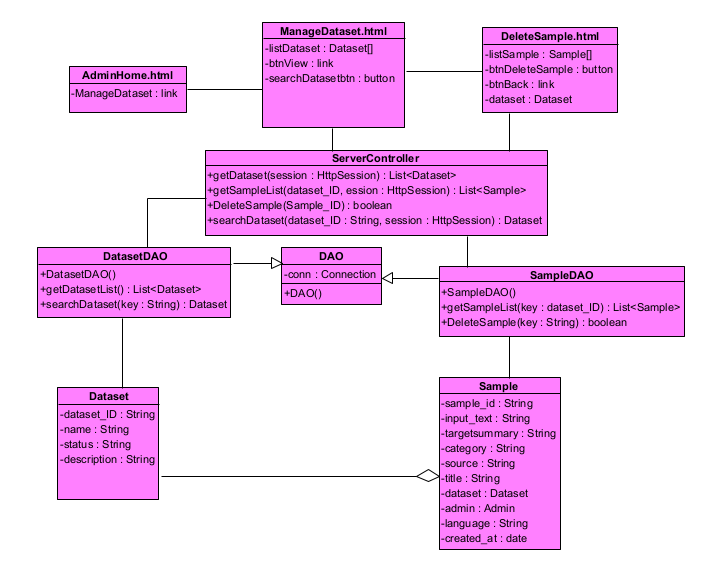 ManageDataset.html
-listDataset : Dataset[]
-btnView : link
-searchDatasetbtn : button
DeleteSample.html
-listSample : Sample[]
-btnDeleteSample : button
-btnBack : link
-dataset : Dataset
AdminHome.html
-ManageDataset : link
ServerController
+getDataset(session : HttpSession) : List<Dataset>
+getSampleList(dataset_ID, ession : HttpSession) : List<Sample>
+DeleteSample(Sample_ID) : boolean
+searchDataset(dataset_ID : String, session : HttpSession) : Dataset
DatasetDAO
+DatasetDAO()
+getDatasetList() : List<Dataset>
+searchDataset(key : String) : Dataset
DAO
-conn : Connection
+DAO()
SampleDAO
+SampleDAO()
+getSampleList(key : dataset_ID) : List<Sample>
+DeleteSample(key : String) : boolean
Dataset
-dataset_ID : String
-name : String
-status : String
-description : String
Sample
-sample_id : String
-input_text : String
-targetsummary : String
-category : String
-source : String
-title : String
-dataset : Dataset
-admin : Admin
-language : String
-created_at : date